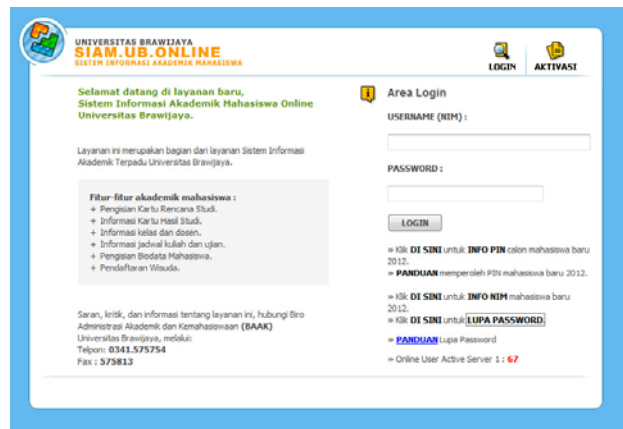 UNIVERSITAS BRAWIJAYA
SIAM.UB.ONLINE
SISTEM INFORMASI AKADEMIK MAHASISWA
LOGIN
AKTIVASI
Selamat datang di layanan baru,
Sistem Informasi Akademik Mahasiswa Online
Universitas Brawijaya.
Layanan ini merupakan bagian dari layanan Sistem Informasi
Akademik Terpadu Universitas Brawijaya.
Fitur-fitur akademik mahasiswa :
+ Pengisian Kartu Rencana Studi.
+ Informasi Kartu Hasil Studi.
+ Informasi kelas dan dosen.
+ Informasi jadwal kuliah dan ujian.
+ Pengisian Biodata Mahasiswa.
+ Pendaftaran Wisuda.
Saran, kritik, dan informasi tentang layanan ini, hubungi Biro
Administrasi Akademik dan Kemahasiswaan (BAAK)
Universitas Brawijaya, melalui:
Telpon: 0341.575754
Fax : 575813
Area Login
USERNAME (NIM) :
PASSWORD :
LOGIN
» Klik DI SINI untuk INFO PIN calon mahasiswa baru
2012.
» PANDUAN memperoleh PIN mahasiswa baru 2012.
» Klik DI SINI untuk INFO NIM mahasiswa baru
2012.
» Klik DI SINI untuk LUPA PASSWORD.
» PANDUAN Lupa Password
» Online User Active Server 1 : 67